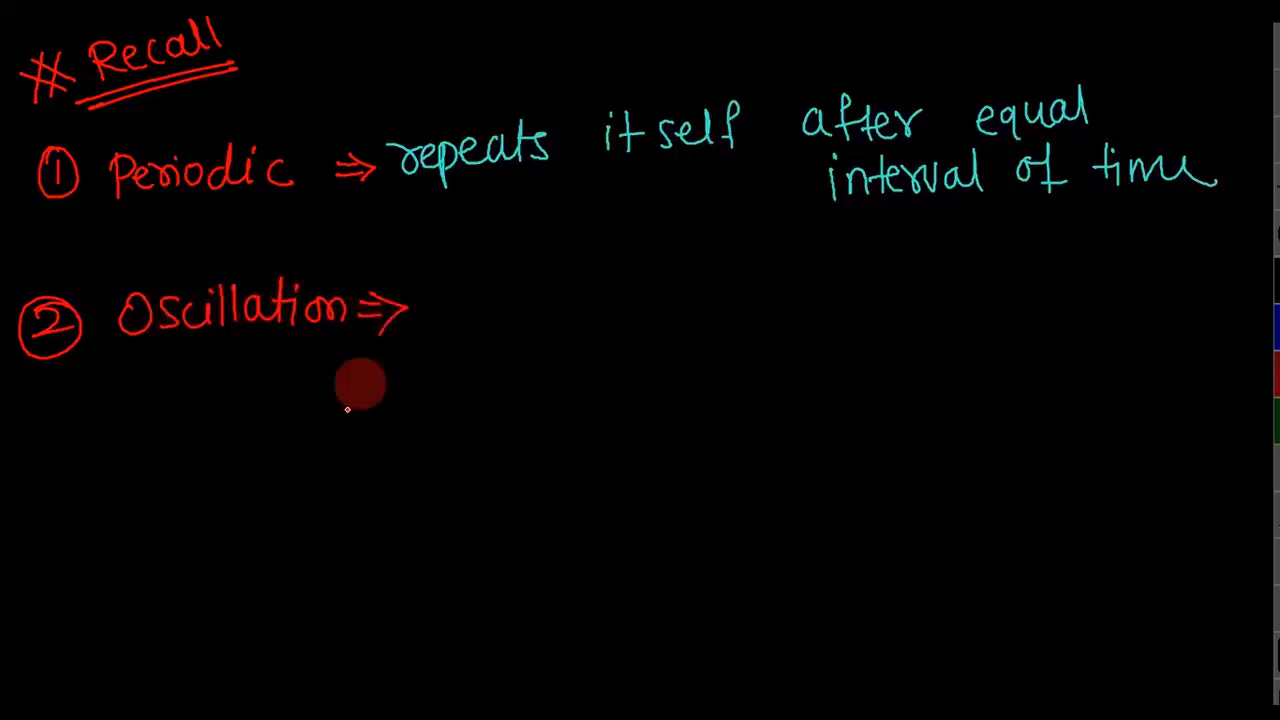 # Recall
① Periodic ⇒ repeats itself after equal
interval of time
② Oscillation ⇒